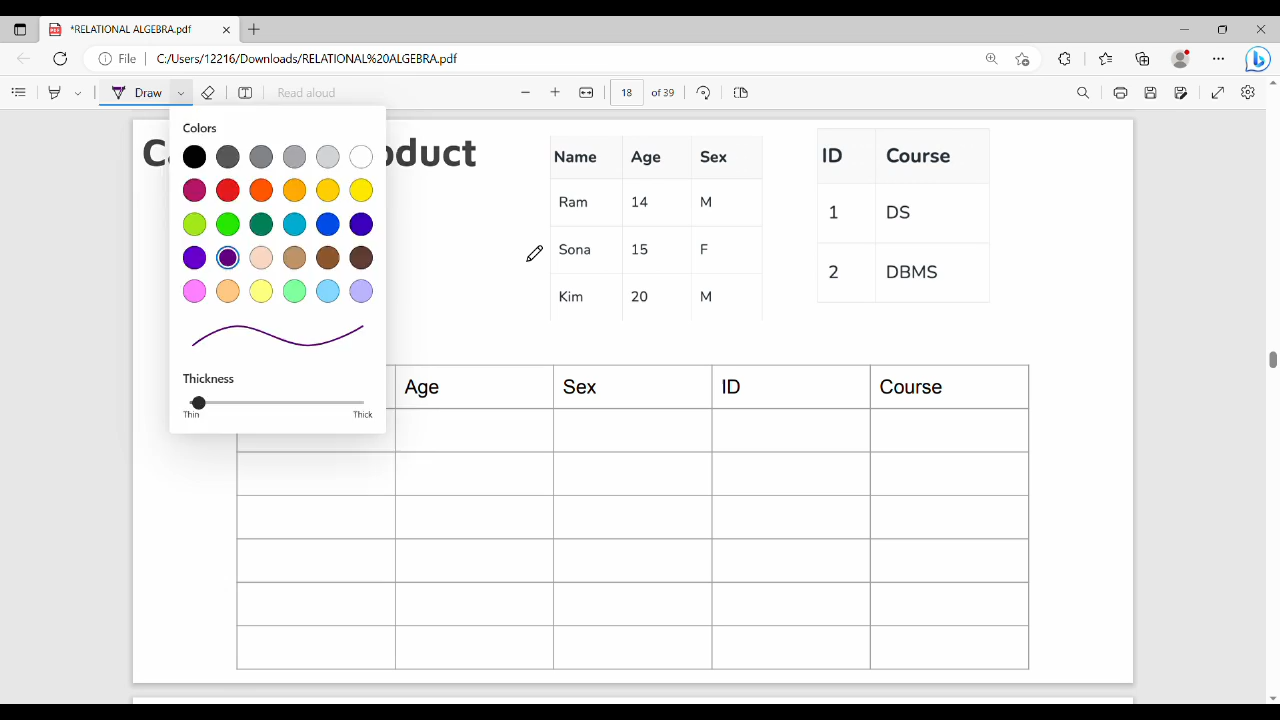 *RELATIONAL ALGEBRA.pdf
File C:/Users/12216/Downloads/RELATIONAL%20ALGEBRA.pdf
Draw Read aloud 18 of 39
Colors
Thickness
Thin Thick
C oduct
Name Age Sex
Ram 14 M
Sona 15 F
Kim 20 M
ID Course
1 DS
2 DBMS
Age Sex ID Course